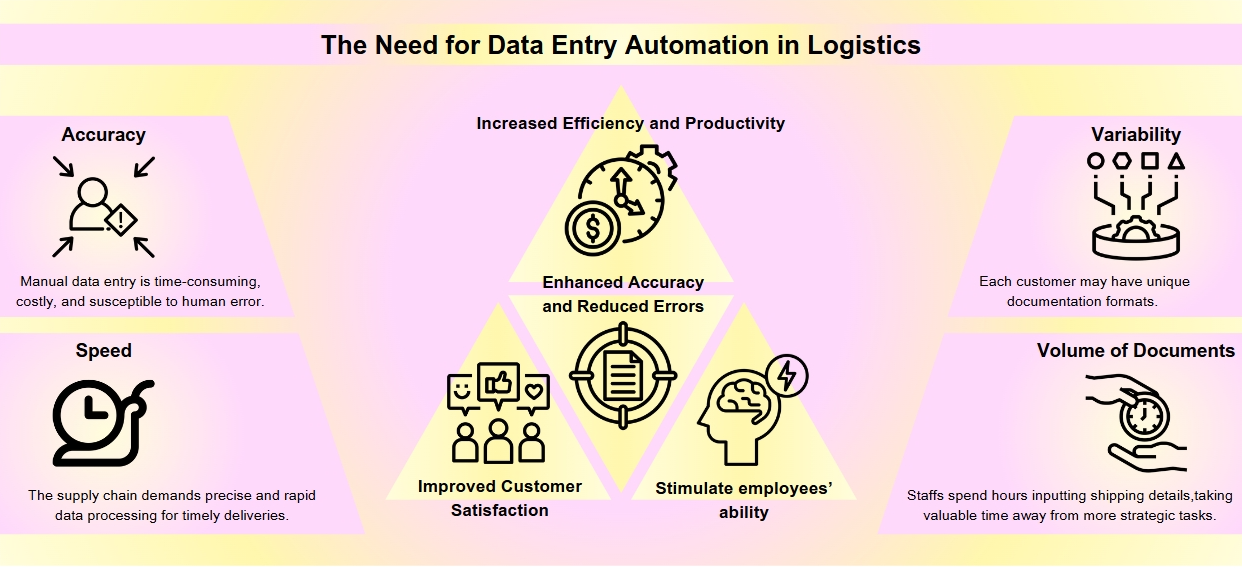 The Need for Data Entry Automation in Logistics
Accuracy
Manual data entry is time-consuming,
costly, and susceptible to human error.
Speed
The supply chain demands precise and rapid
data processing for timely deliveries.
Increased Efficiency and Productivity
$
Enhanced Accuracy
and Reduced Errors
Improved Customer
Satisfaction
Stimulate employees’
ability
Variability
Each customer may have unique
documentation formats.
Volume of Documents
Staffs spend hours inputting shipping details,taking
valuable time away from more strategic tasks.